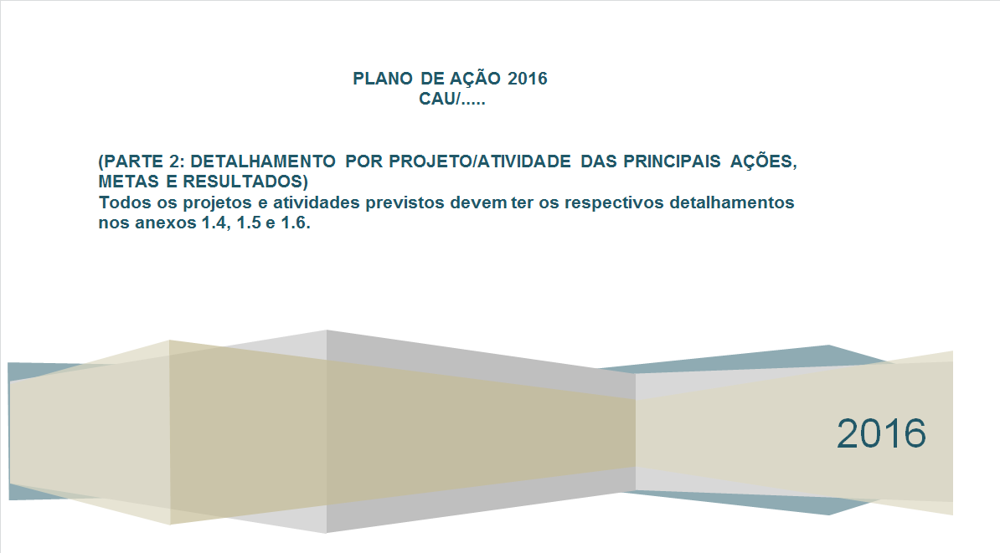 PLANO DE AÇÃO 2016
CAU/.....
(PARTE 2: DETALHAMENTO POR PROJETO/ATIVIDADE DAS PRINCIPAIS AÇÕES,
METAS E RESULTADOS)
Todos os projetos e atividades previstos devem ter os respectivos detalhamentos
nos anexos 1.4, 1.5 e 1.6.
2016